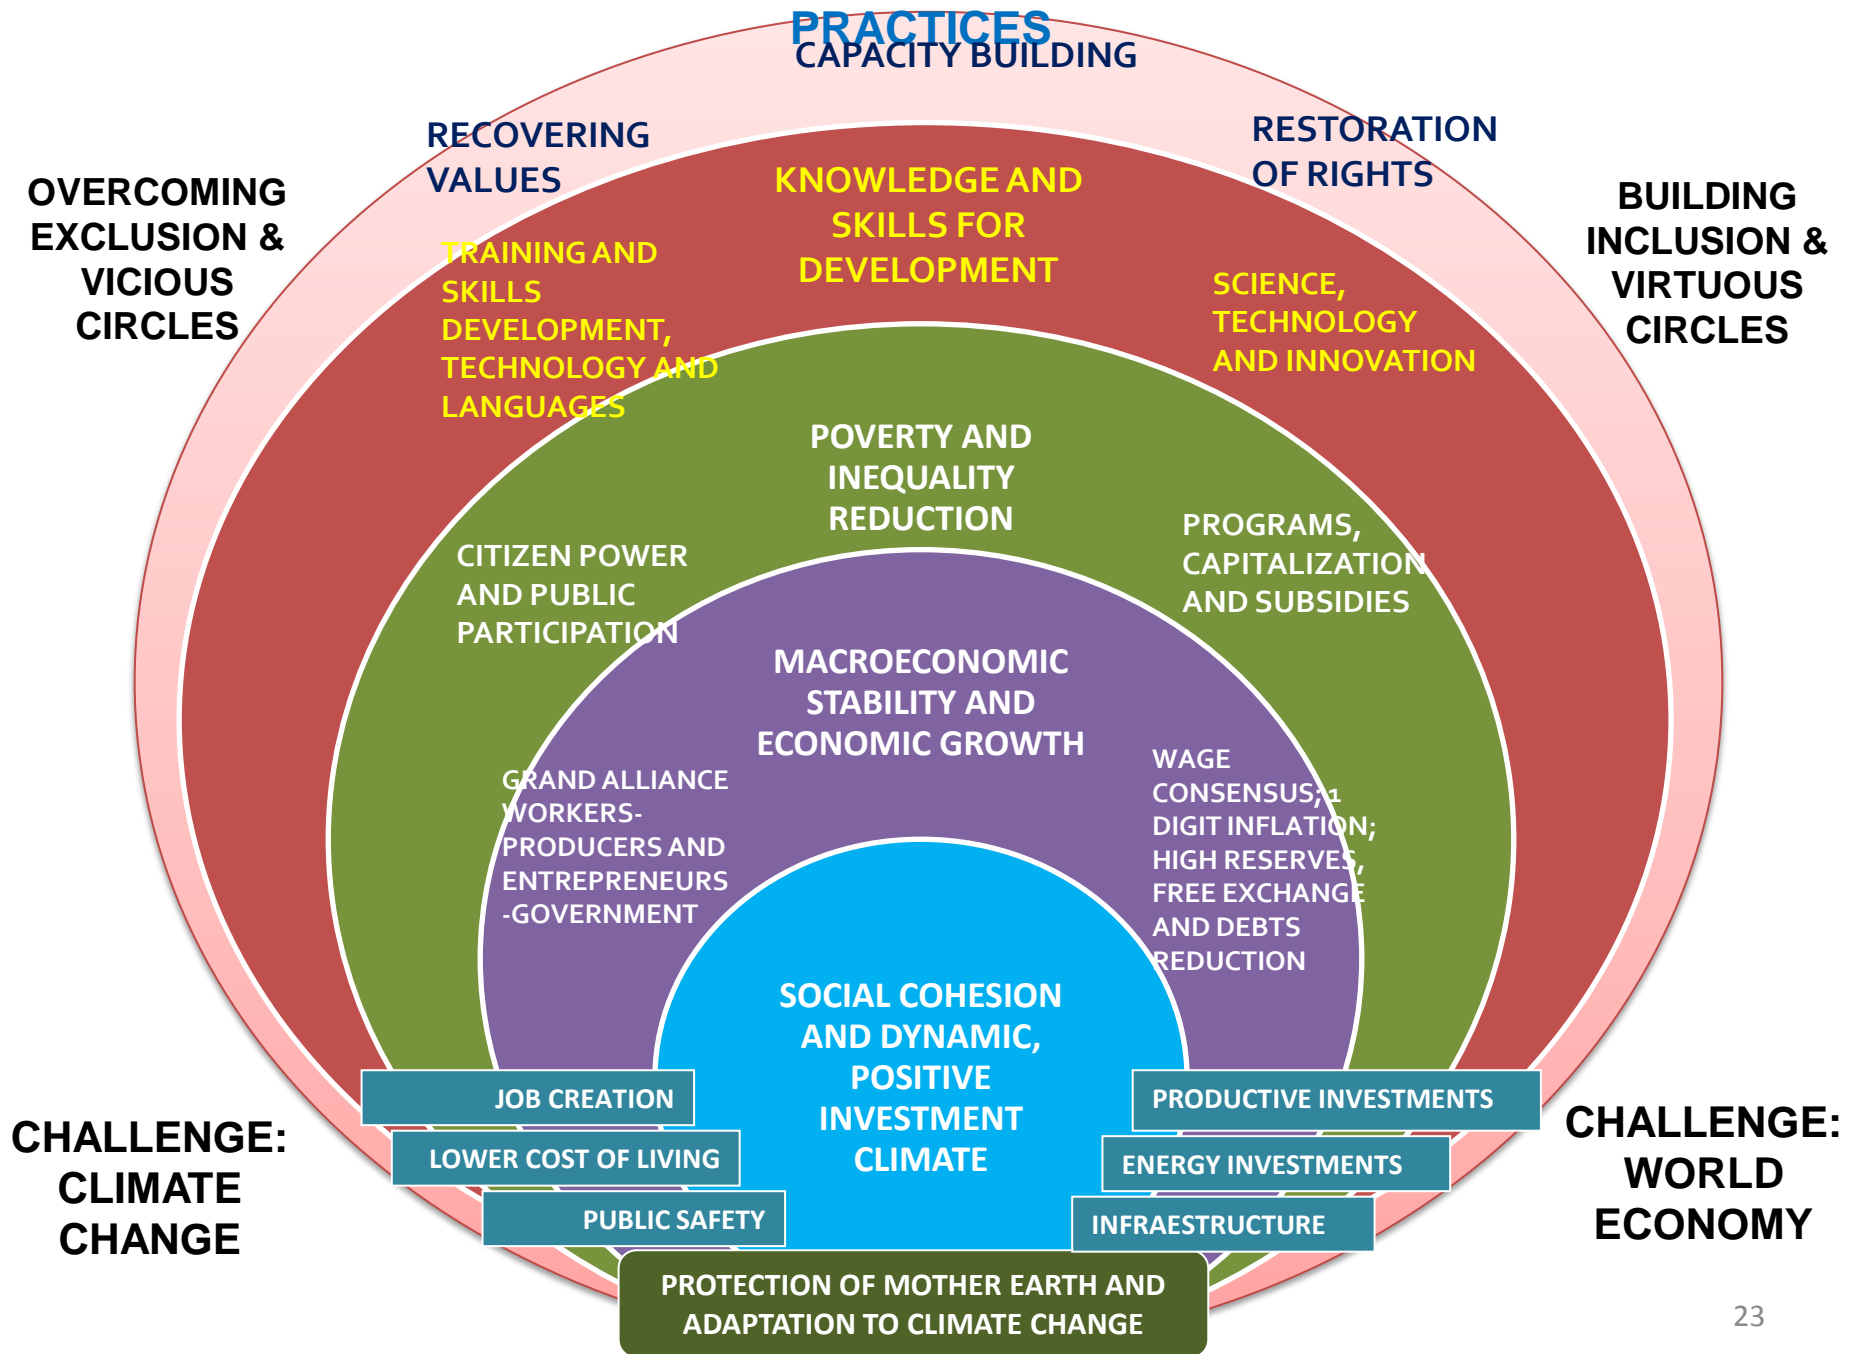 PRACTICES
CAPACITY BUILDING
RECOVERING
VALUES
RESTORATION
OF RIGHTS
OVERCOMING
EXCLUSION &
VICIOUS
CIRCLES
BUILDING
INCLUSION &
VIRTUOUS
CIRCLES
KNOWLEDGE AND
SKILLS FOR
DEVELOPMENT
TRAINING AND
SKILLS
DEVELOPMENT,
TECHNOLOGY AND
LANGUAGES
SCIENCE,
TECHNOLOGY
AND INNOVATION
POVERTY AND
INEQUALITY
REDUCTION
CITIZEN POWER
AND PUBLIC
PARTICIPATION
PROGRAMS,
CAPITALIZATION
AND SUBSIDIES
MACROECONOMIC
STABILITY AND
ECONOMIC GROWTH
GRAND ALLIANCE
WORKERS-
PRODUCERS AND
ENTREPRENEURS
-GOVERNMENT
WAGE
CONSENSUS; 1
DIGIT INFLATION;
HIGH RESERVES,
FREE EXCHANGE
AND DEBTS
REDUCTION
SOCIAL COHESION
AND DYNAMIC,
POSITIVE
INVESTMENT
CLIMATE
JOB CREATION
LOWER COST OF LIVING
PUBLIC SAFETY
PRODUCTIVE INVESTMENTS
ENERGY INVESTMENTS
INFRAESTRUCTURE
CHALLENGE:
CLIMATE
CHANGE
CHALLENGE:
WORLD
ECONOMY
PROTECTION OF MOTHER EARTH AND
ADAPTATION TO CLIMATE CHANGE
23